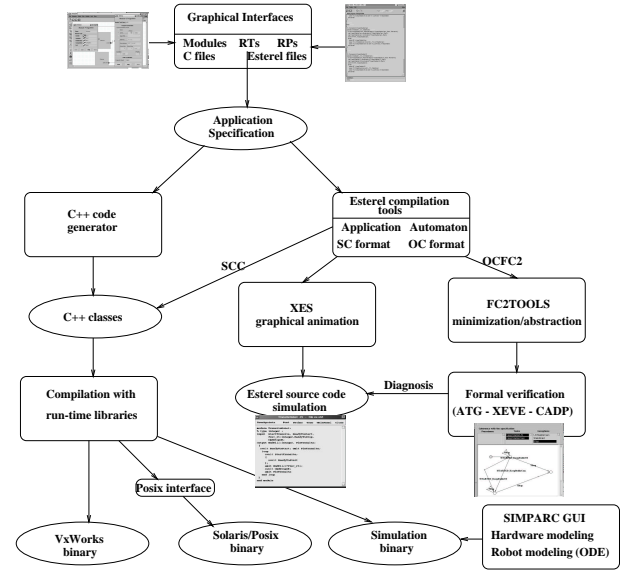 Graphical Interfaces
Modules RTs RPs
C files Esterel files
Application
Specification
C++ code
generator
Esterel compilation
tools
Application Automaton
SC format OC format
SCC
OCFC2
C++ classes
XES
graphical animation
FC2TOOLS
minimization/abstraction
Compilation with
run-time libraries
Esterel source code
simulation
Diagnosis
Formal verification
(ATG - XEVE - CADP)
Posix interface
VxWorks
binary
Solaris/Posix
binary
Simulation
binary
SIMPARC GUI
Hardware modeling
Robot modeling (ODE)